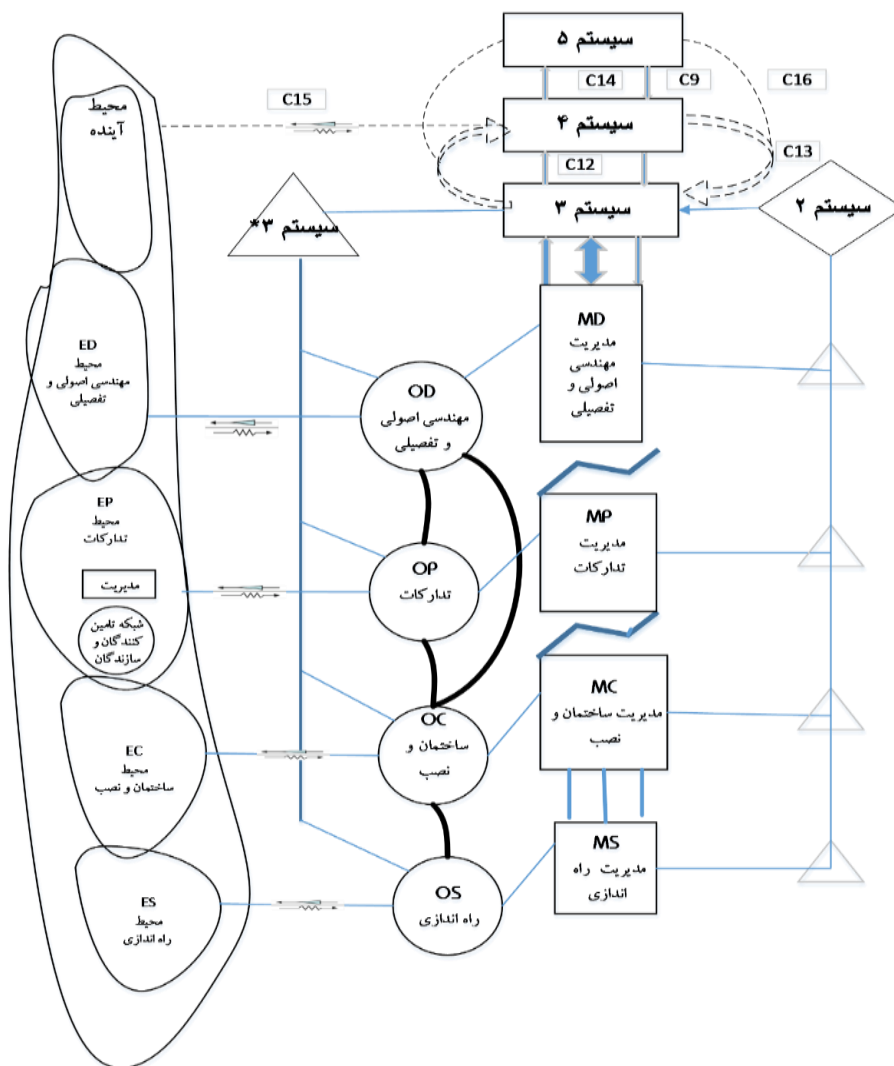 سیستم ۵
C14
C9
C16
C15
محیط
آینده
سیستم ۴
C12
C13
سیستم ۳
سیستم ۳*
سیستم ۲
MD
مدیریت
مهندسی
اصولی و
تفصیلی
ED
محیط
مهندسی اصولی و
تفصیلی
OD
مهندسی اصولی
و تفصیلی
EP
محیط
تدارکات
مدیریت
شبکه تامین
کنندگان و
سازندگان
OP
تدارکات
MP
مدیریت
تدارکات
EC
محیط
ساختمان و نصب
OC
ساختمان و
نصب
MC
مدیریت ساختمان و
نصب
ES
محیط
راه اندازی
OS
راه اندازی
MS
مدیریت راه
اندازی